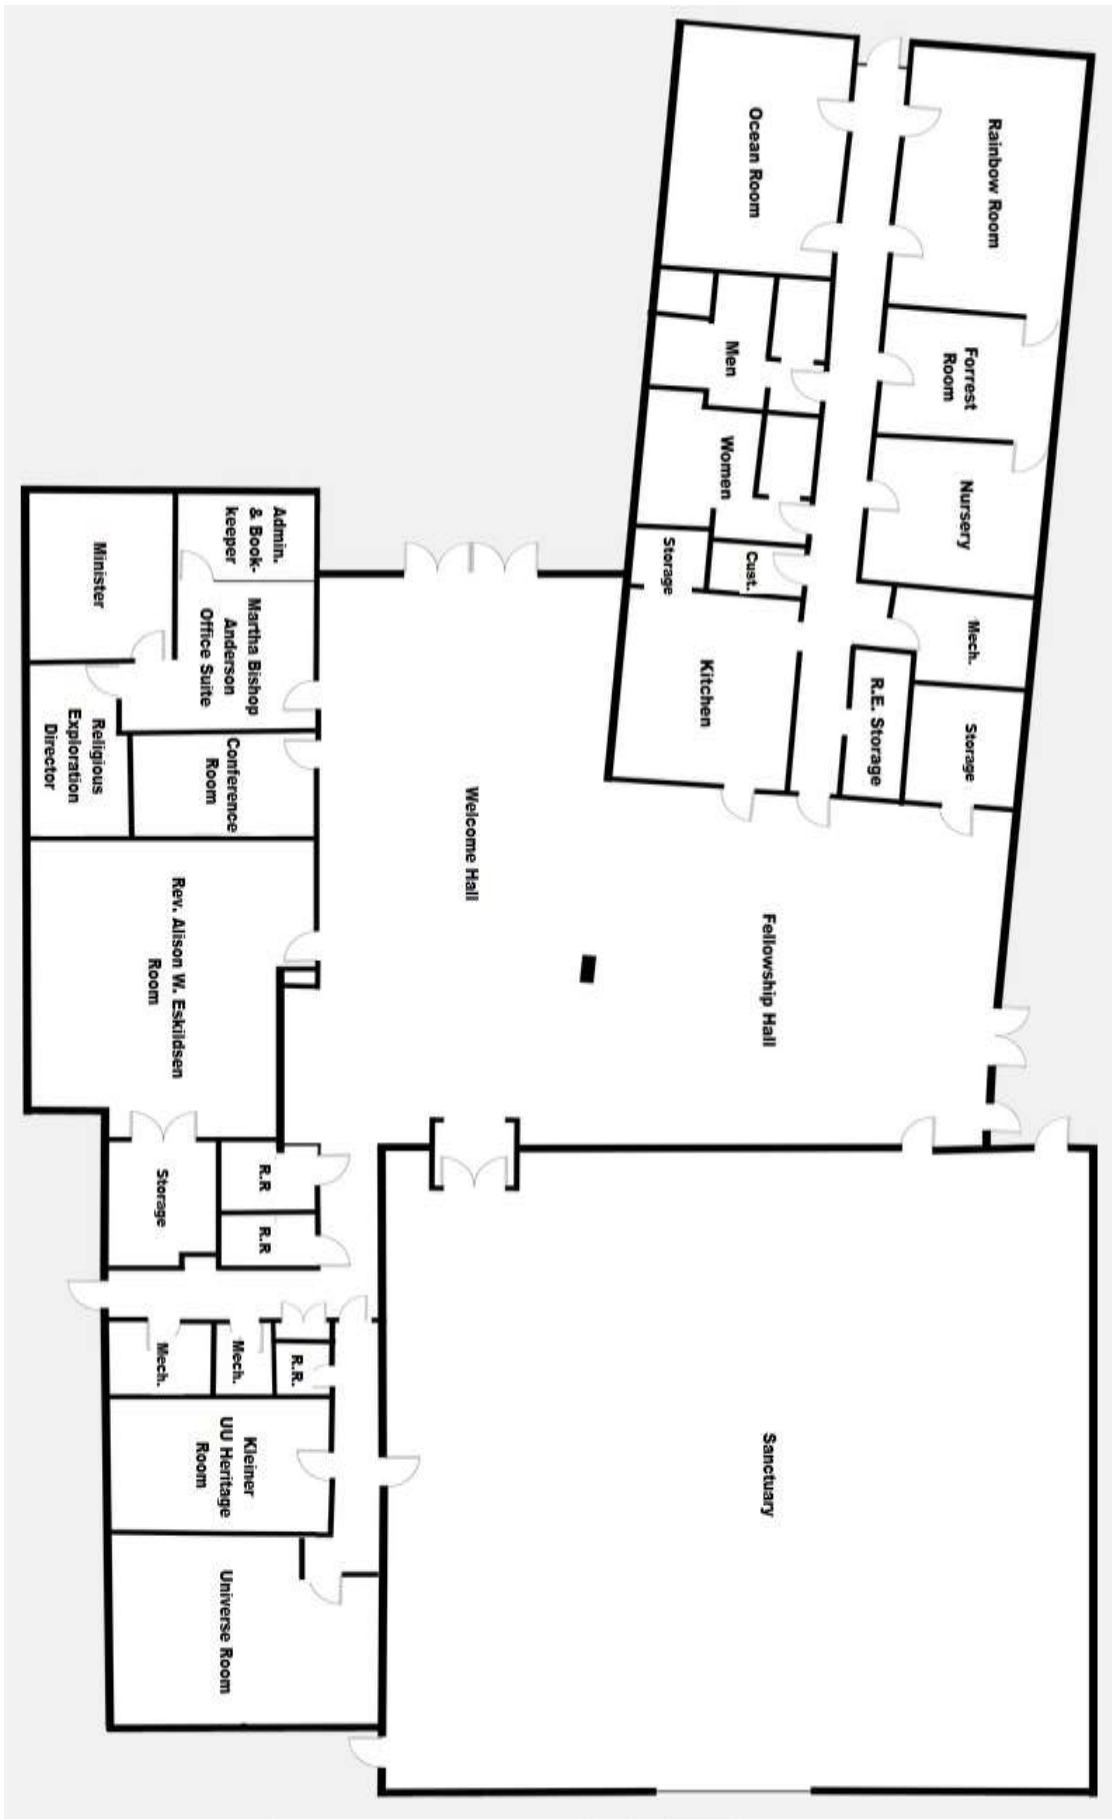 Rainbow Room
Ocean Room
Forrest
Room
Men
Nursery
Women
Storage
Cust.
Mech.
R.E. Storage
Storage
Kitchen
Admin.
& Book-
keeper
Minister
Martha Bishop
Anderson
Office Suite
Religious
Exploration
Director
Conference
Room
Welcome Hall
Fellowship Hall
Rev. Alison W. Eskildsen
Room
Storage
R.R
R.R
Mech.
Mech.
R.R.
Kleiner
UU Heritage
Room
Universe Room
Sanctuary